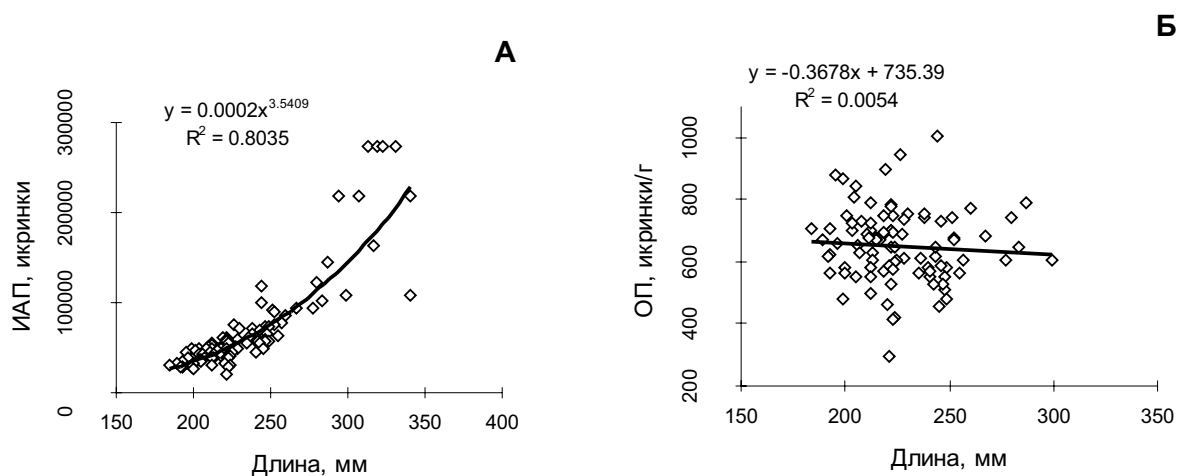 А
y = 0.0002x^3.5409
R² = 0.8035
ИАП, икринки
300000
200000
100000
0
150 200 250 300 350 400
Длина, мм
Б
y = -0.3678x + 735.39
R² = 0.0054
ОП, икринки/г
1000
800
600
400
200
150 200 250 300 350
Длина, мм